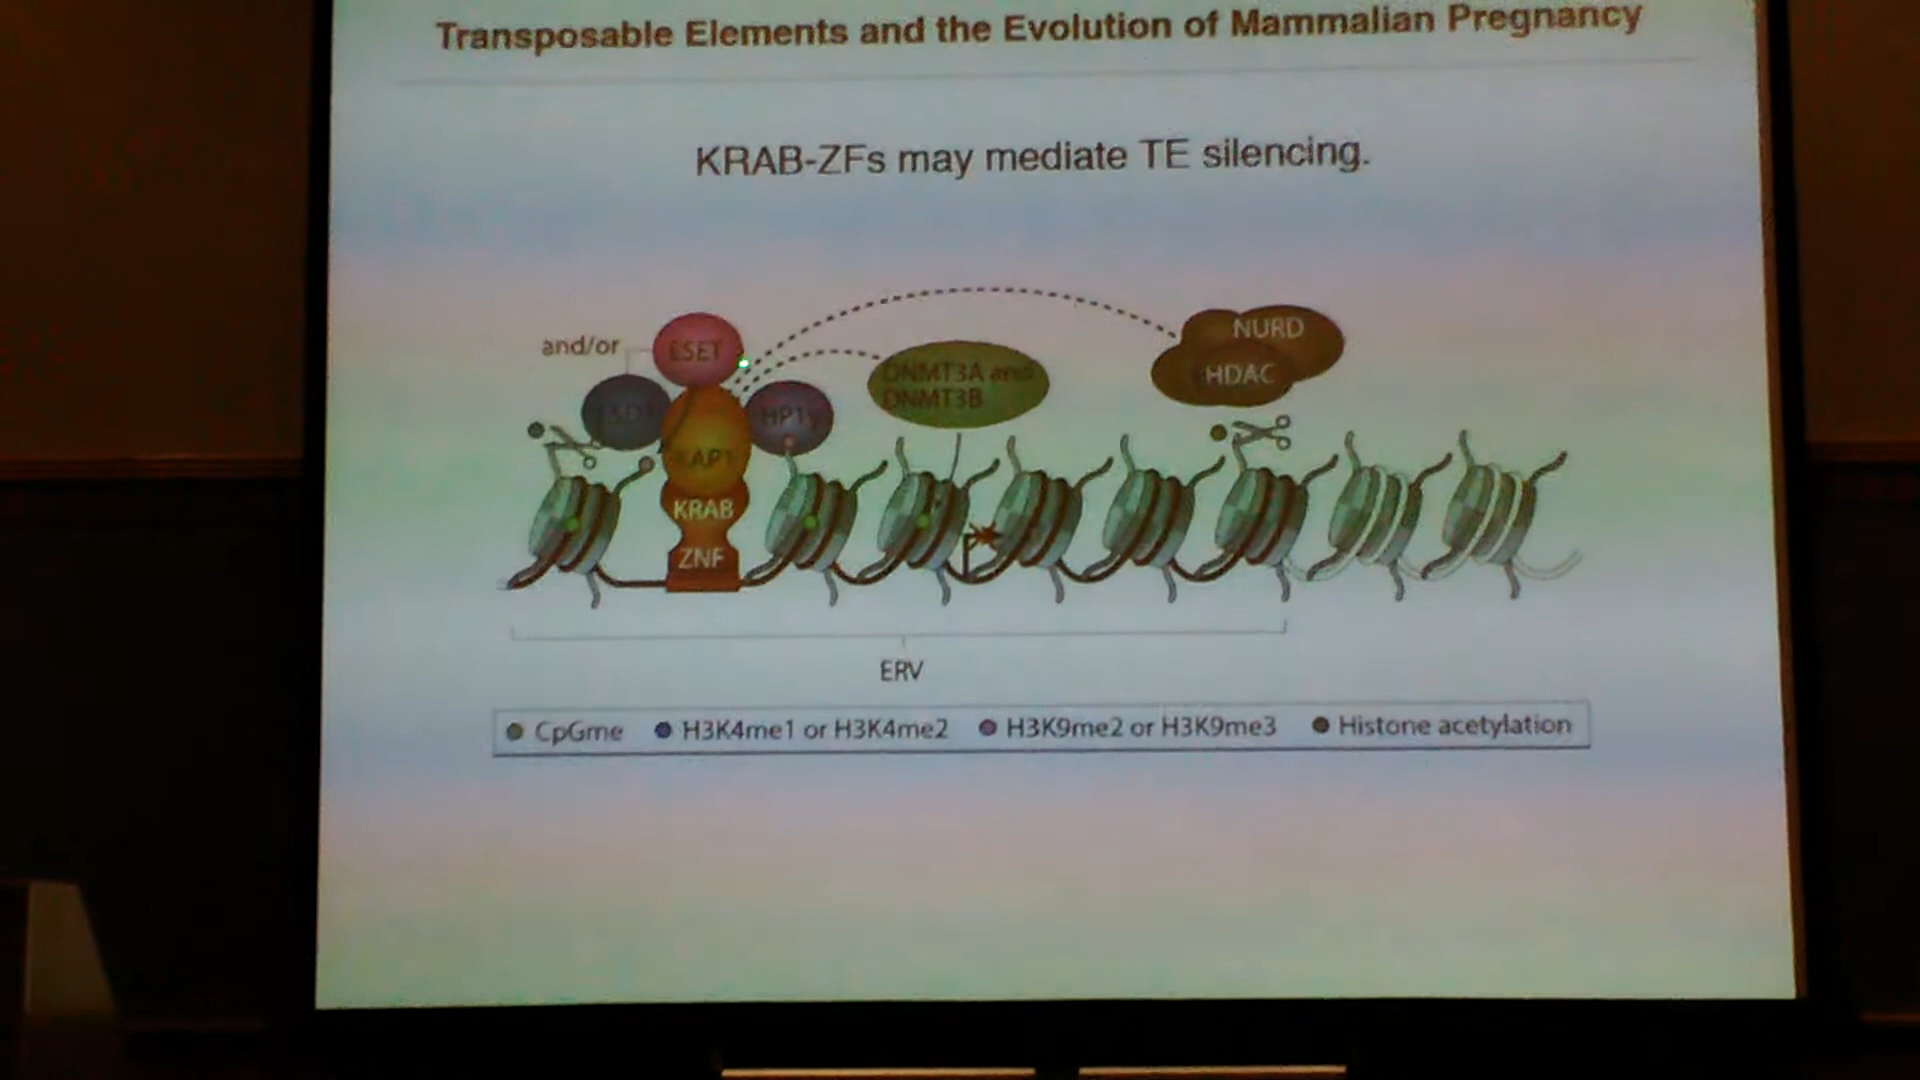 Transposable Elements and the Evolution of Mammalian Pregnancy
KRAB-ZFs may mediate TE silencing.
and/or
ESET
NURD
HDAC
DNMT3A and
DNMT3B
HP1γ
KAP1
KRAB
ZNF
ERV
CpGme
H3K4me1 or H3K4me2
H3K9me2 or H3K9me3
Histone acetylation